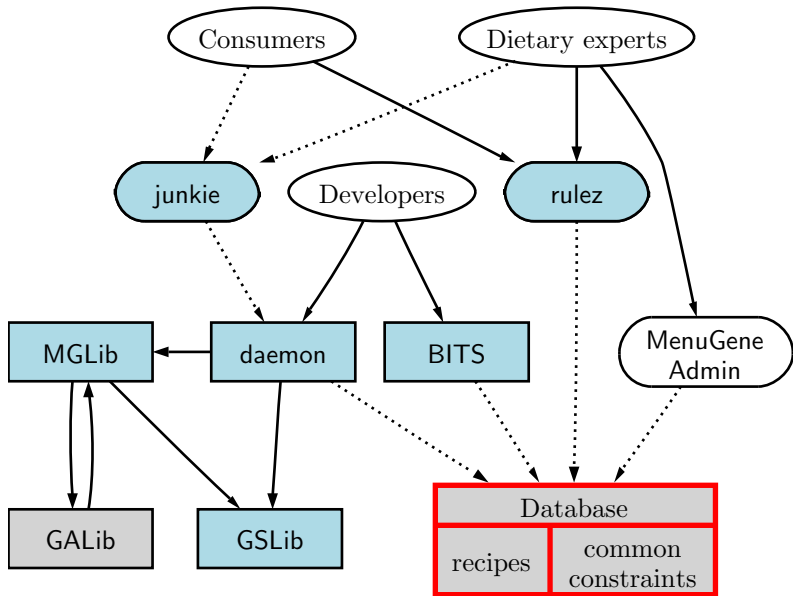 Consumers
Dietary experts
junkie
Developers
rulez
MGLib
daemon
BITS
MenuGene
Admin
GALib
GSLib
Database
recipes
common
constraints